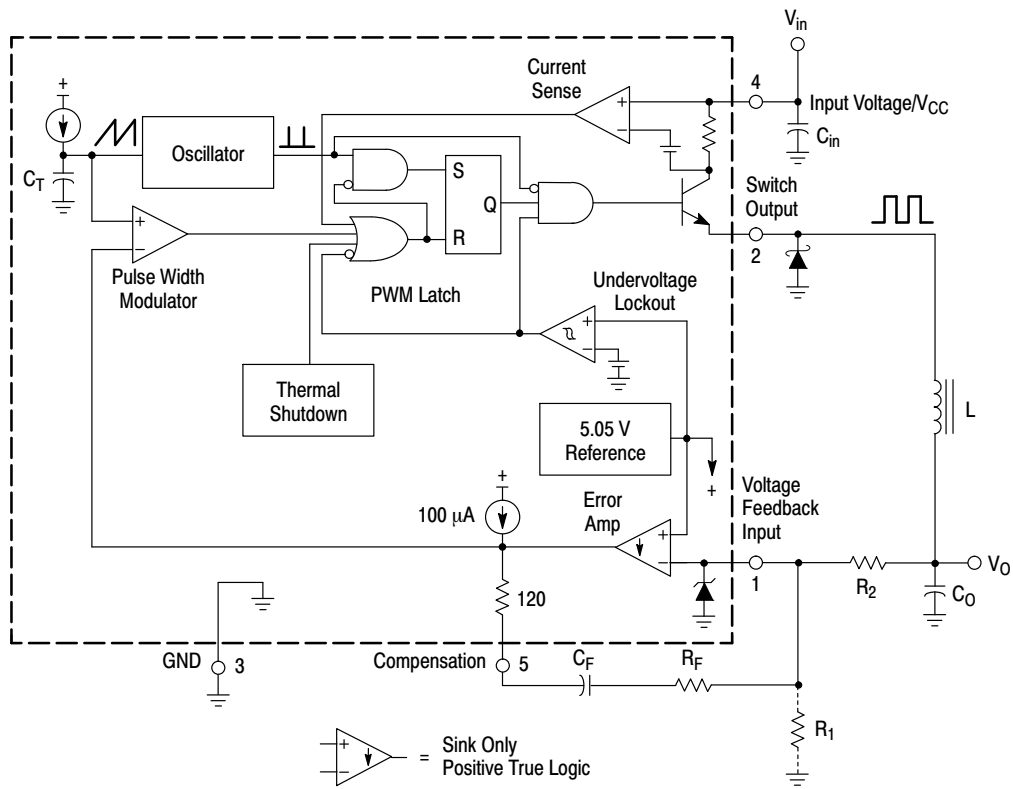 V_in
Current
Sense
4
Input Voltage/V_CC
C_in
+
Oscillator
C_T
S
Q
R
+
−
+
−
Switch
Output
2
Pulse Width
Modulator
PWM Latch
Undervoltage
Lockout
+
−
Thermal
Shutdown
L
5.05 V
Reference
+
+
100 μA
Error
Amp
+
−
Voltage
Feedback
Input
1
R_2
V_O
C_O
120
GND
3
Compensation
5
C_F
R_F
R_1
+
−
=
Sink Only
Positive True Logic